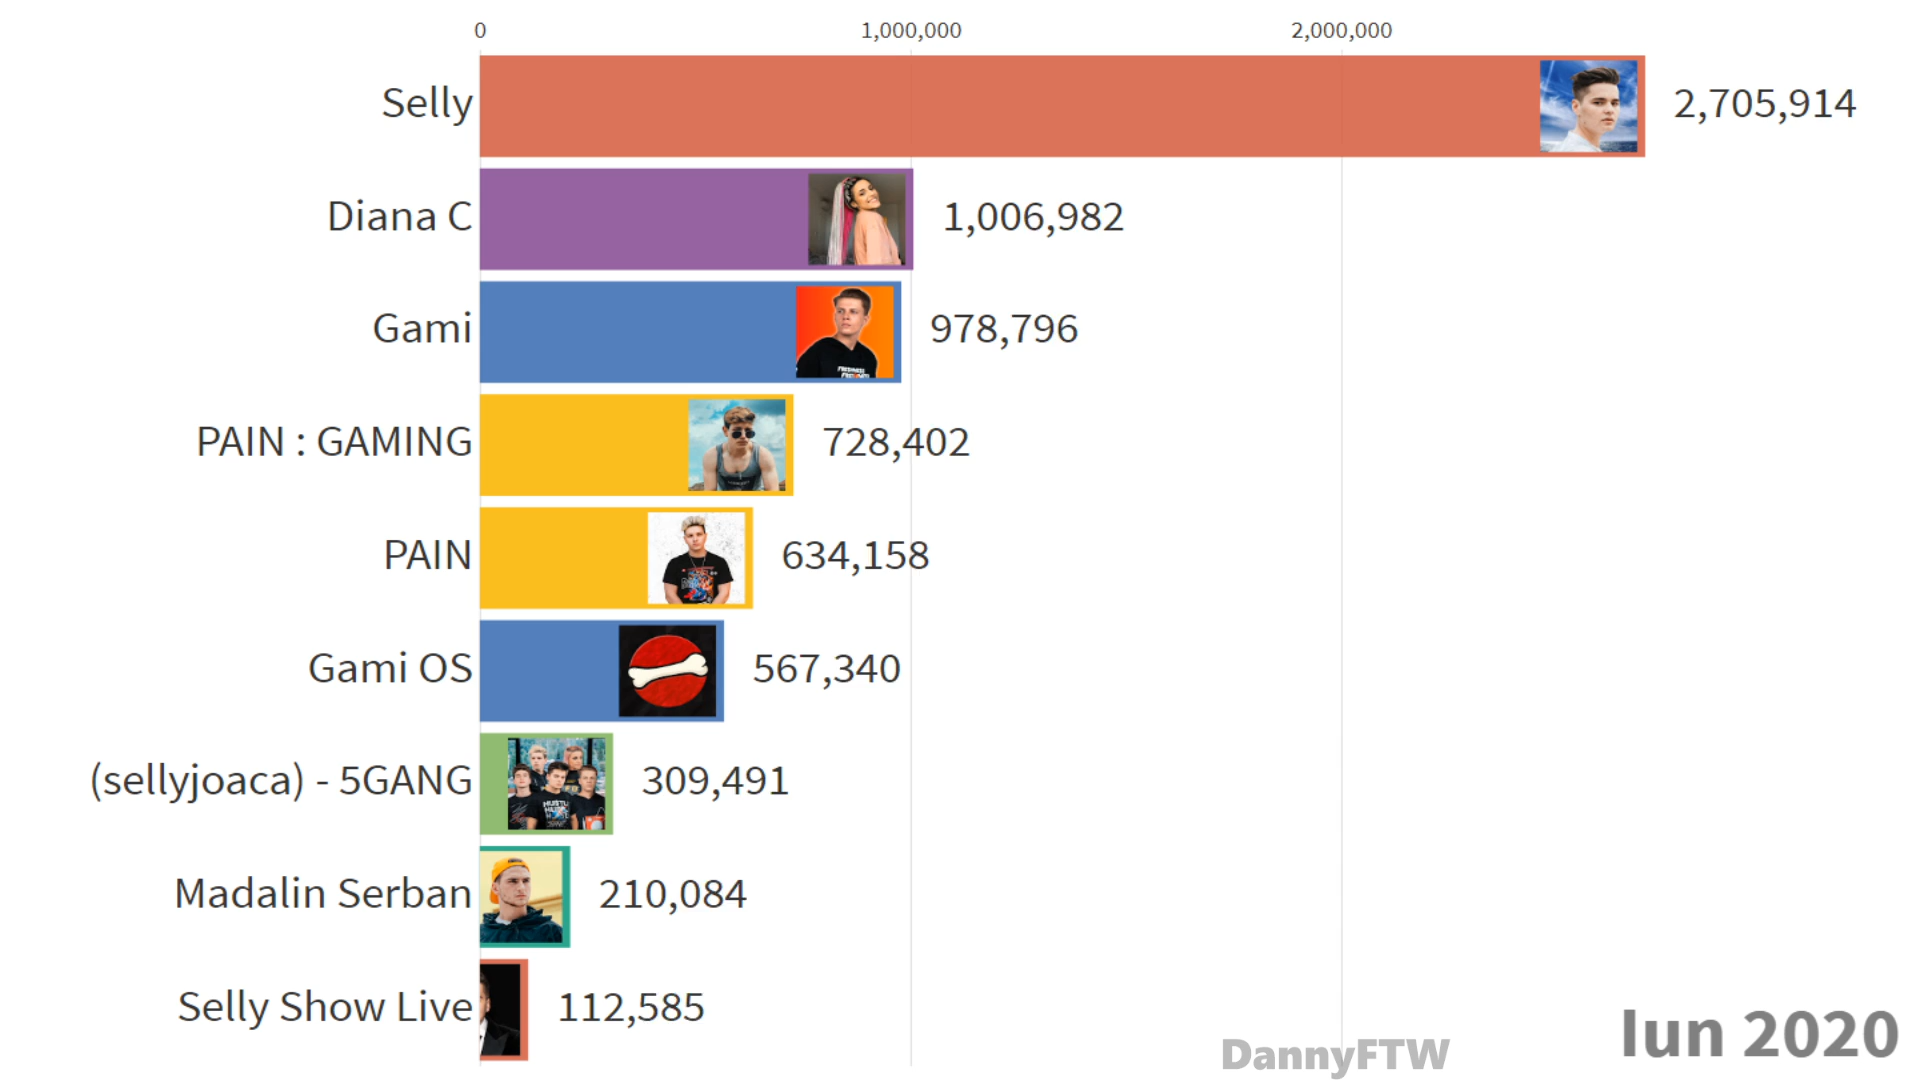 0 1,000,000 2,000,000
Selly 2,705,914
Diana C 1,006,982
Gami 978,796
PAIN : GAMING 728,402
PAIN 634,158
Gami OS 567,340
(sellyjoaca) - 5GANG 309,491
Madalin Serban 210,084
Selly Show Live 112,585
Iun 2020
DannyFTW